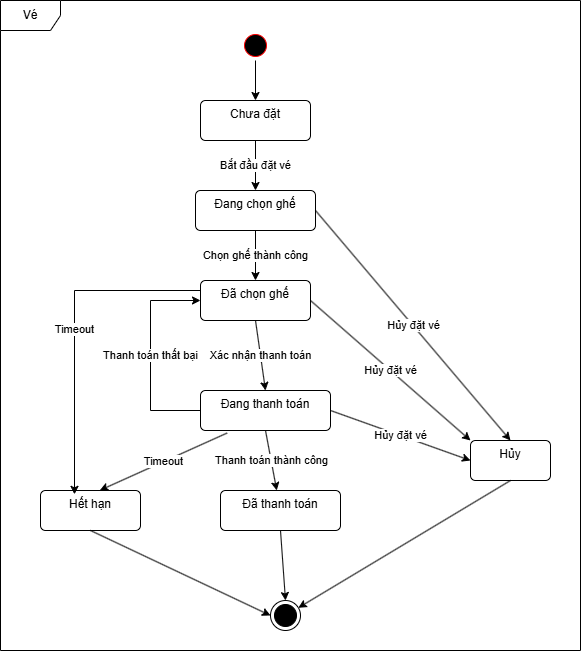 Vé
Chưa đặt
Bắt đầu đặt vé
Đang chọn ghế
Chọn ghế thành công
Đã chọn ghế
Timeout
Hủy đặt vé
Thanh toán thất bại
Xác nhận thanh toán
Hủy đặt vé
Đang thanh toán
Hủy đặt vé
Hủy
Timeout
Thanh toán thành công
Hết hạn
Đã thanh toán